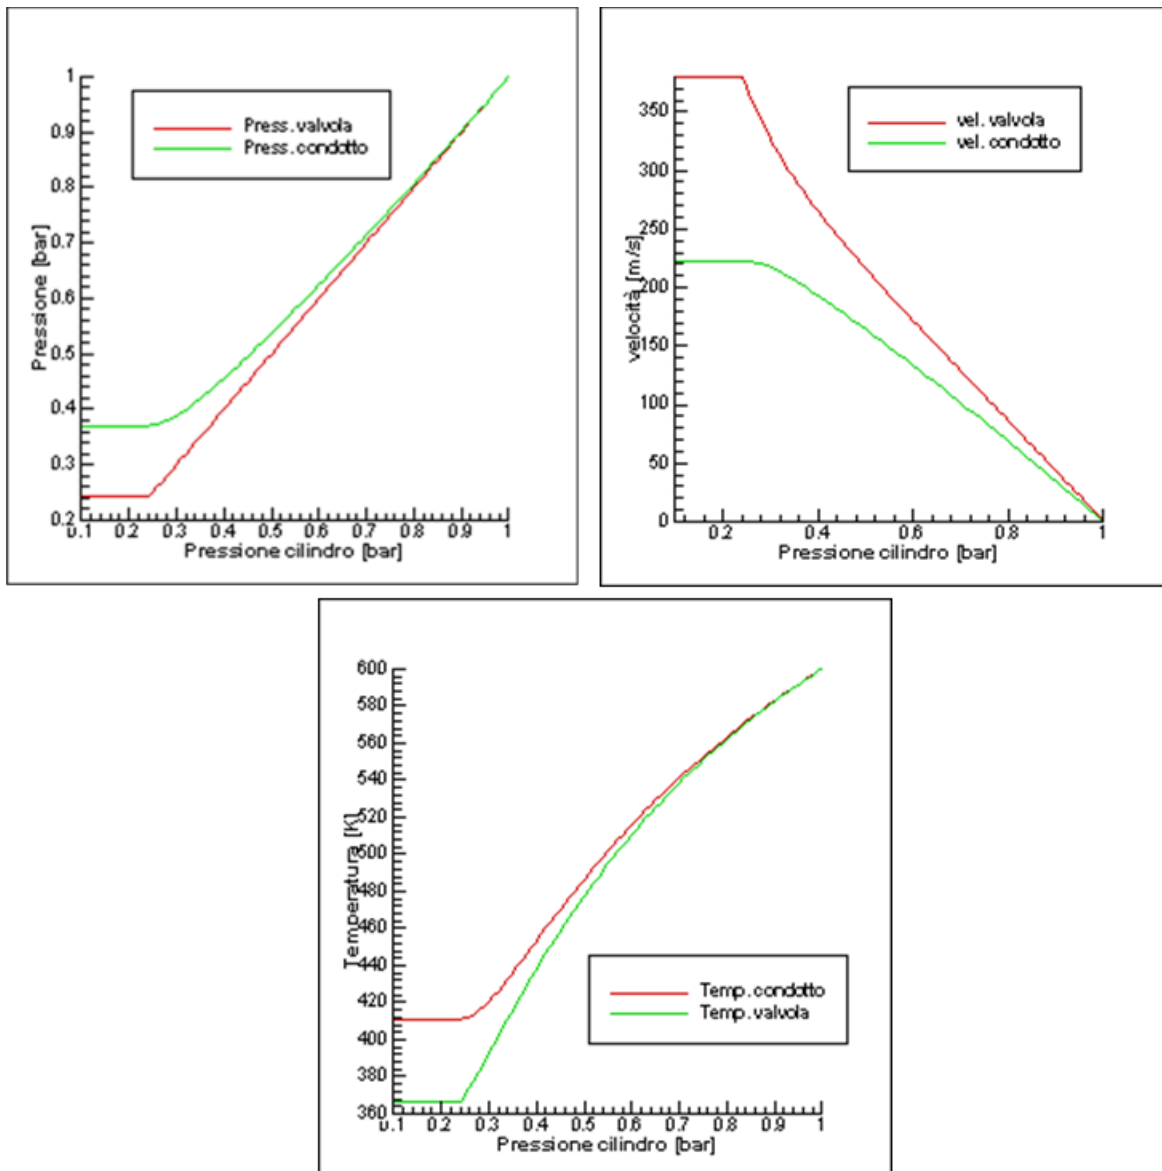 Press.valvola
Press.condotto
Pressione [bar]
1
0.9
0.8
0.7
0.6
0.5
0.4
0.3
0.2
0.1 0.2 0.3 0.4 0.5 0.6 0.7 0.8 0.9 1
Pressione cilindro [bar]
vel. valvola
vel. condotto
velocità [m/s]
350
300
250
200
150
100
50
0
0.2 0.4 0.6 0.8 1
Pressione cilindro [bar]
Temperatura [K]
600
580
560
540
520
500
480
460
440
420
400
380
360
Temp.condotto
Temp.valvola
0.1 0.2 0.3 0.4 0.5 0.6 0.7 0.8 0.9 1
Pressione cilindro [bar]